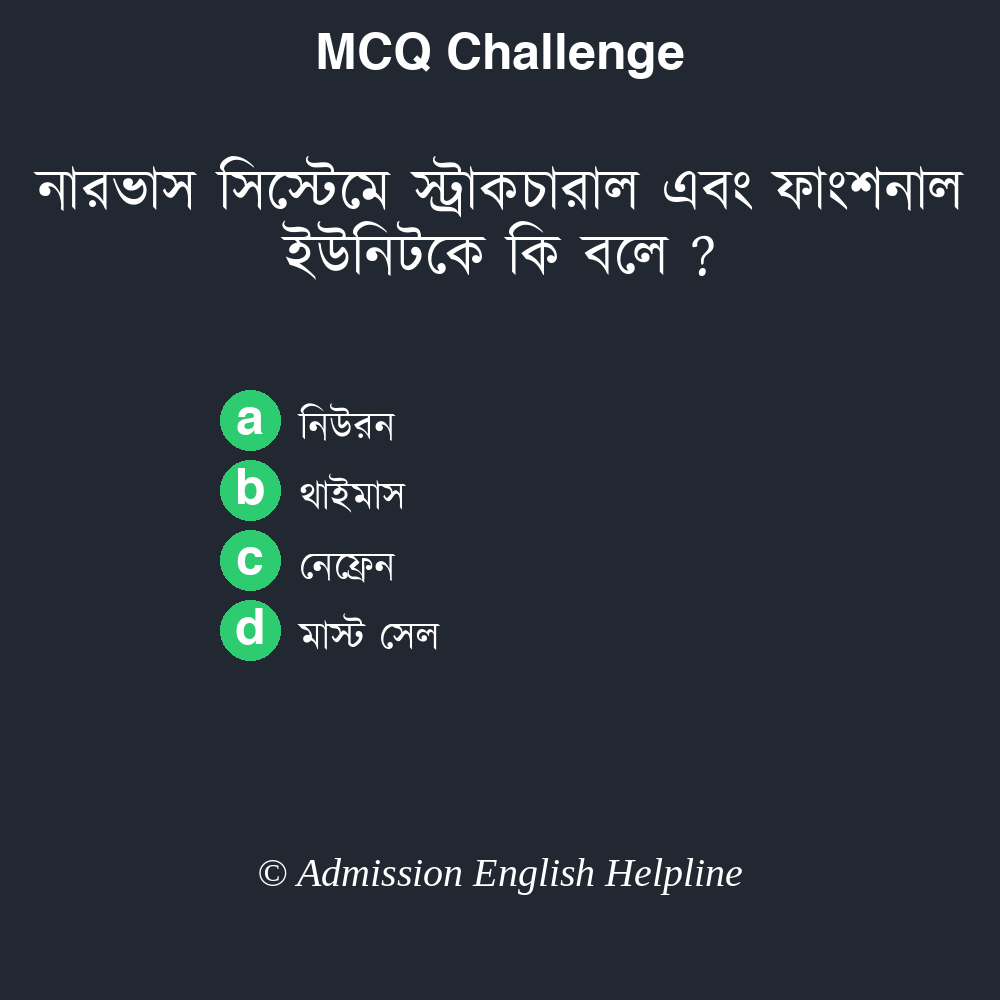 MCQ Challenge
নারভাস সিস্টেমে স্ট্রাকচারাল এবং ফাংশনাল
ইউনিটকে কি বলে ?
a নিউরন
b থাইমাস
c নেফ্রেন
d মাস্ট সেল
© Admission English Helpline